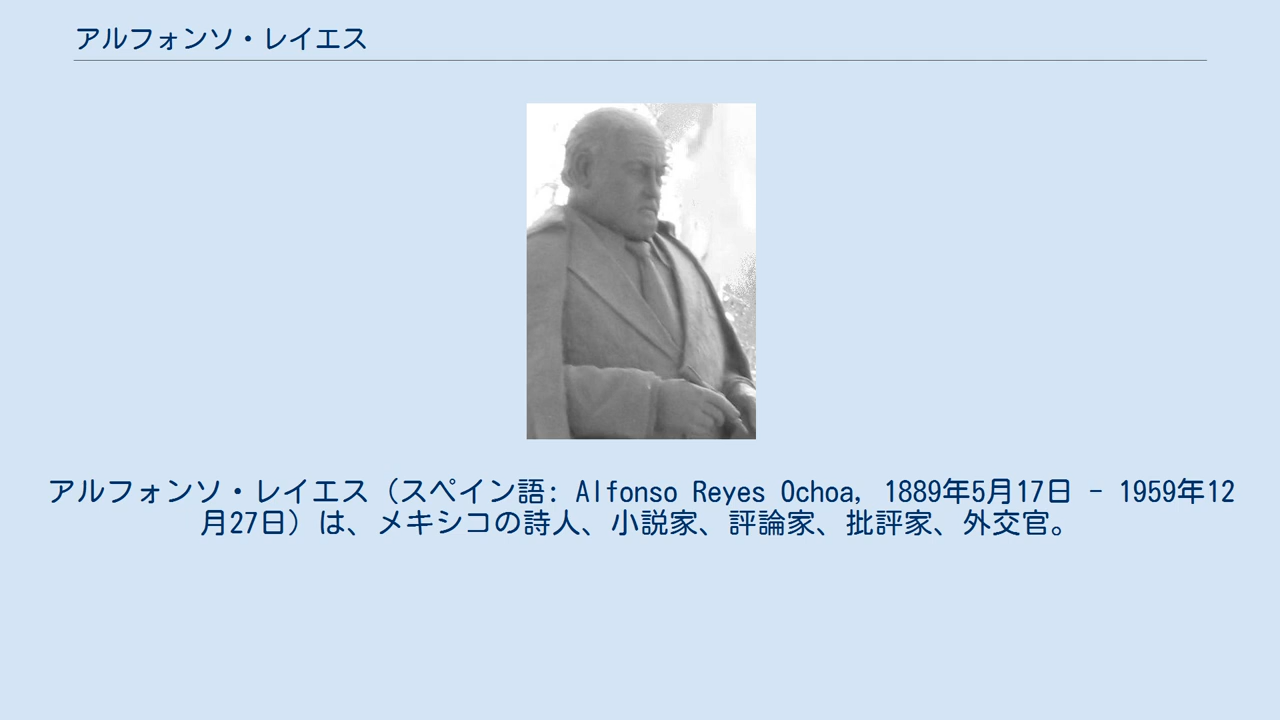 アルフォンソ・レイエス
アルフォンソ・レイエス（スペイン語: Alfonso Reyes Ochoa, 1889年5月17日 - 1959年12
月27日）は、メキシコの詩人、小説家、評論家、批評家、外交官。